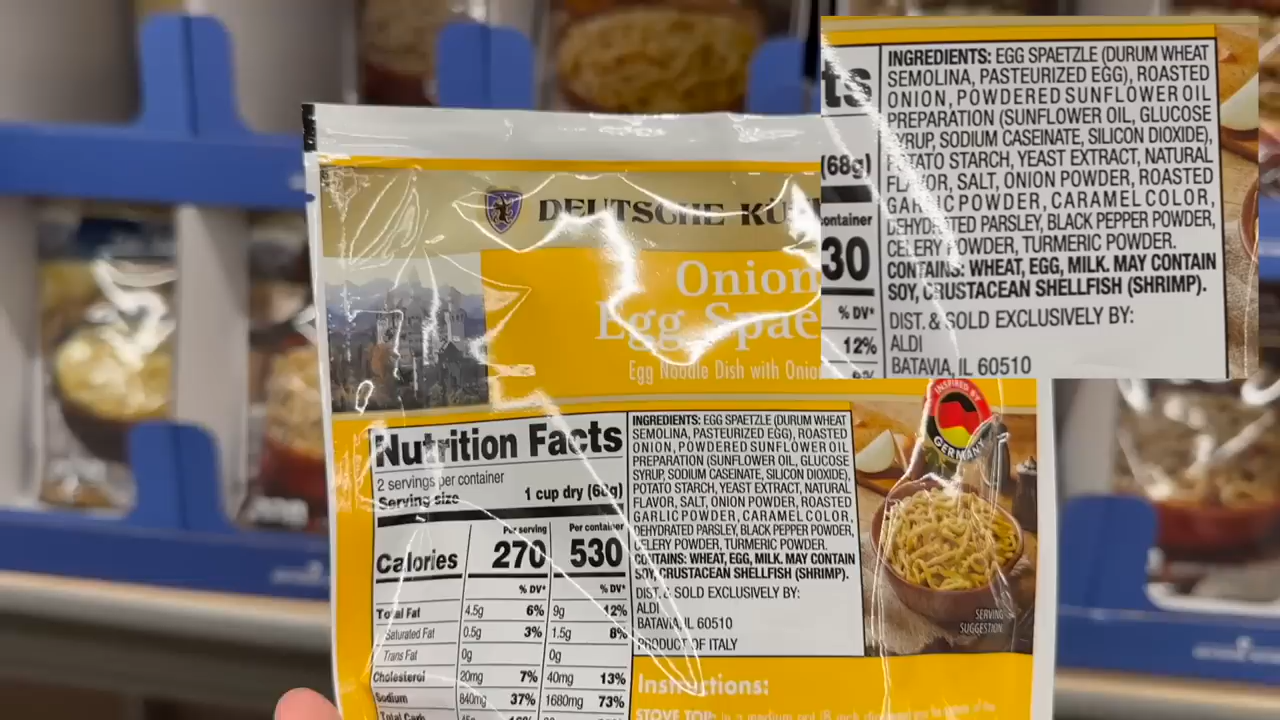 DEUTSCHE
Onion
Egg Spae
Egg Noodle Dish with Onion
INSPIRED BY
GERMANY
Nutrition Facts
2 servings per container
Serving size 1 cup dry (68g)
Per serving Per container
Calories 270 530
% DV* % DV*
Total Fat 4.5g 6% 9g 12%
Saturated Fat 0.5g 3% 1.5g 8%
Trans Fat 0g 0g
Cholesterol 20mg 7% 40mg 13%
Sodium 840mg 37% 1680mg 73%
Total Carb
INGREDIENTS: EGG SPAETZLE (DURUM WHEAT
SEMOLINA, PASTEURIZED EGG), ROASTED
ONION, POWDERED SUNFLOWER OIL
PREPARATION (SUNFLOWER OIL, GLUCOSE
SYRUP, SODIUM CASEINATE, SILICON DIOXIDE),
POTATO STARCH, YEAST EXTRACT, NATURAL
FLAVOR, SALT, ONION POWDER, ROASTED
GARLIC POWDER, CARAMEL COLOR,
DEHYDRATED PARSLEY, BLACK PEPPER POWDER,
CELERY POWDER, TURMERIC POWDER.
CONTAINS: WHEAT, EGG, MILK. MAY CONTAIN
SOY, CRUSTACEAN SHELLFISH (SHRIMP).
DIST. & SOLD EXCLUSIVELY BY:
ALDI
BATAVIA, IL 60510
PRODUCT OF ITALY
SERVING
SUGGESTION
Instructions:
STOVE TOP: In a medium pot
ts
(68g)
ontainer
30
% DV*
12%
INGREDIENTS: EGG SPAETZLE (DURUM WHEAT
SEMOLINA, PASTEURIZED EGG), ROASTED
ONION, POWDERED SUNFLOWER OIL
PREPARATION (SUNFLOWER OIL, GLUCOSE
SYRUP, SODIUM CASEINATE, SILICON DIOXIDE),
POTATO STARCH, YEAST EXTRACT, NATURAL
FLAVOR, SALT, ONION POWDER, ROASTED
GARLIC POWDER, CARAMEL COLOR,
DEHYDRATED PARSLEY, BLACK PEPPER POWDER,
CELERY POWDER, TURMERIC POWDER.
CONTAINS: WHEAT, EGG, MILK. MAY CONTAIN
SOY, CRUSTACEAN SHELLFISH (SHRIMP).
DIST. & SOLD EXCLUSIVELY BY:
ALDI
BATAVIA, IL 60510